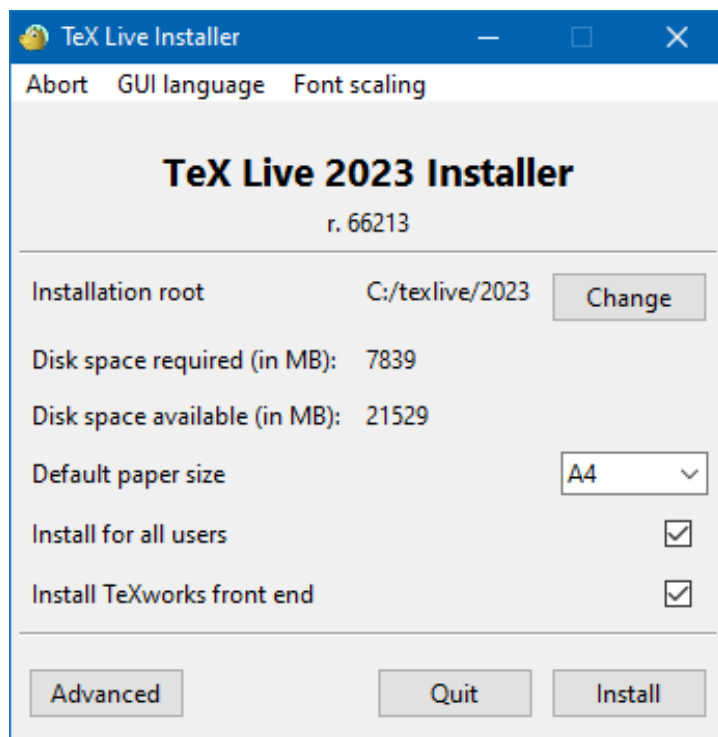 TeX Live Installer
Abort GUI language Font scaling
TeX Live 2023 Installer
r. 66213
Installation root C:/texlive/2023 Change
Disk space required (in MB): 7839
Disk space available (in MB): 21529
Default paper size A4
Install for all users
Install TeXworks front end
Advanced Quit Install